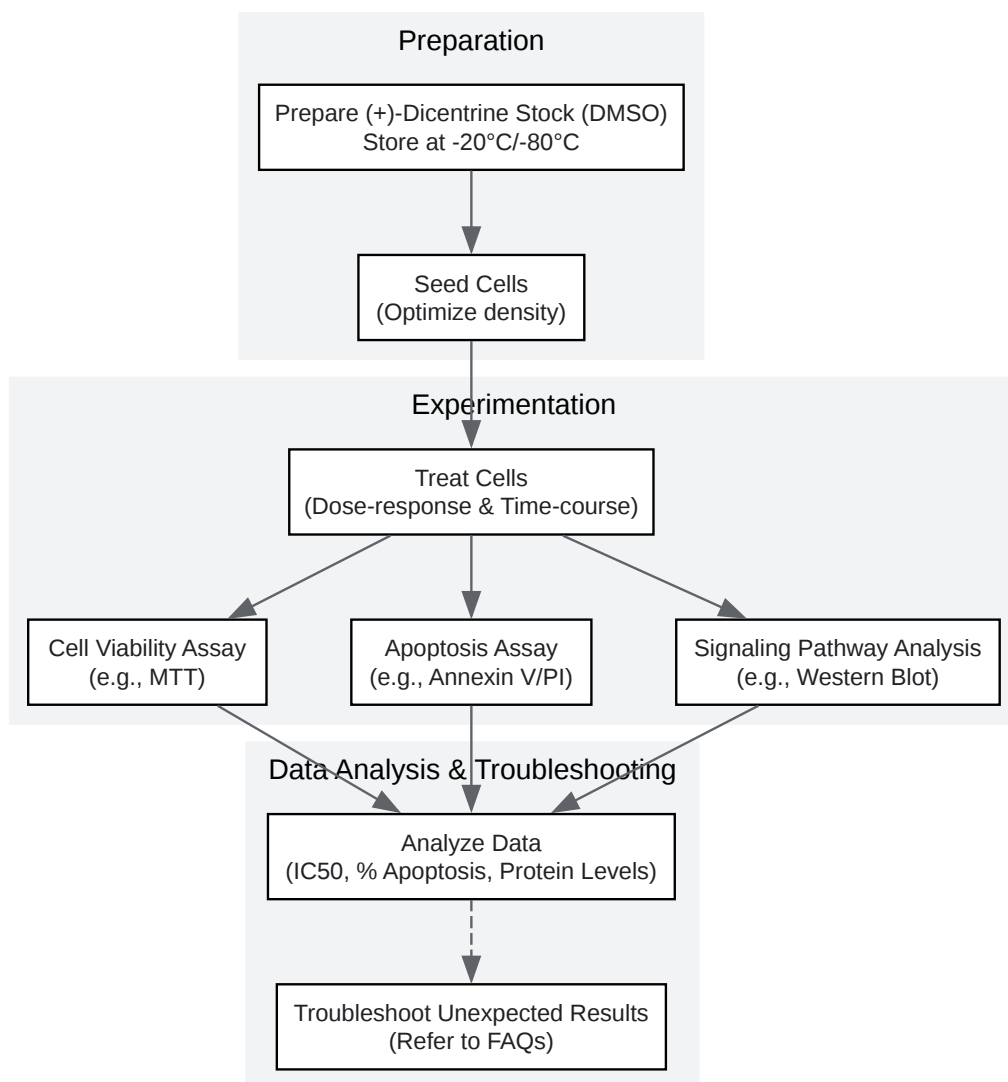 Preparation
Prepare (+)-Dicentrine Stock (DMSO)
Store at -20°C/-80°C
Seed Cells
(Optimize density)
Experimentation
Treat Cells
(Dose-response & Time-course)
Cell Viability Assay
(e.g., MTT)
Apoptosis Assay
(e.g., Annexin V/PI)
Signaling Pathway Analysis
(e.g., Western Blot)
Data Analysis & Troubleshooting
Analyze Data
(IC50, % Apoptosis, Protein Levels)
Troubleshoot Unexpected Results
(Refer to FAQs)